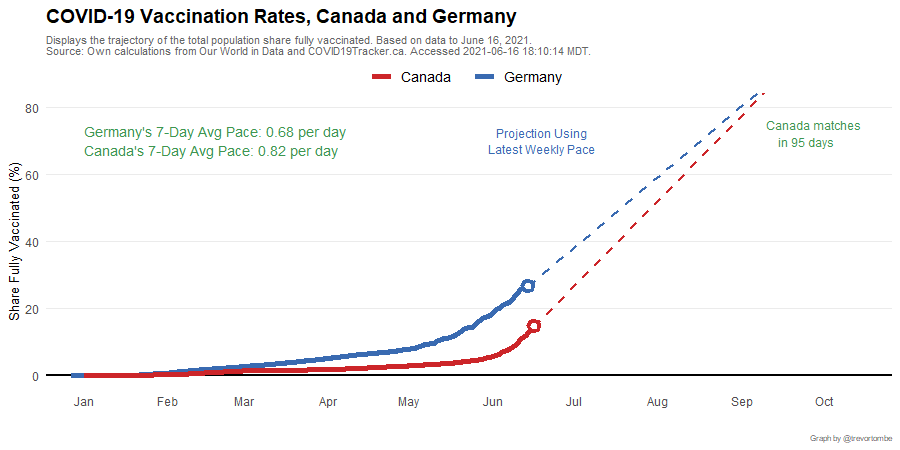 COVID-19 Vaccination Rates, Canada and Germany
Displays the trajectory of the total population share fully vaccinated. Based on data to June 16, 2021.
Source: Own calculations from Our World in Data and COVID19Tracker.ca. Accessed 2021-06-16 18:10:14 MDT.
Canada Germany
Germany's 7-Day Avg Pace: 0.68 per day
Canada's 7-Day Avg Pace: 0.82 per day
Projection Using
Latest Weekly Pace
Canada matches
in 95 days
Share Fully Vaccinated (%)
80
60
40
20
0
Jan Feb Mar Apr May Jun Jul Aug Sep Oct
Graph by @trevortombe